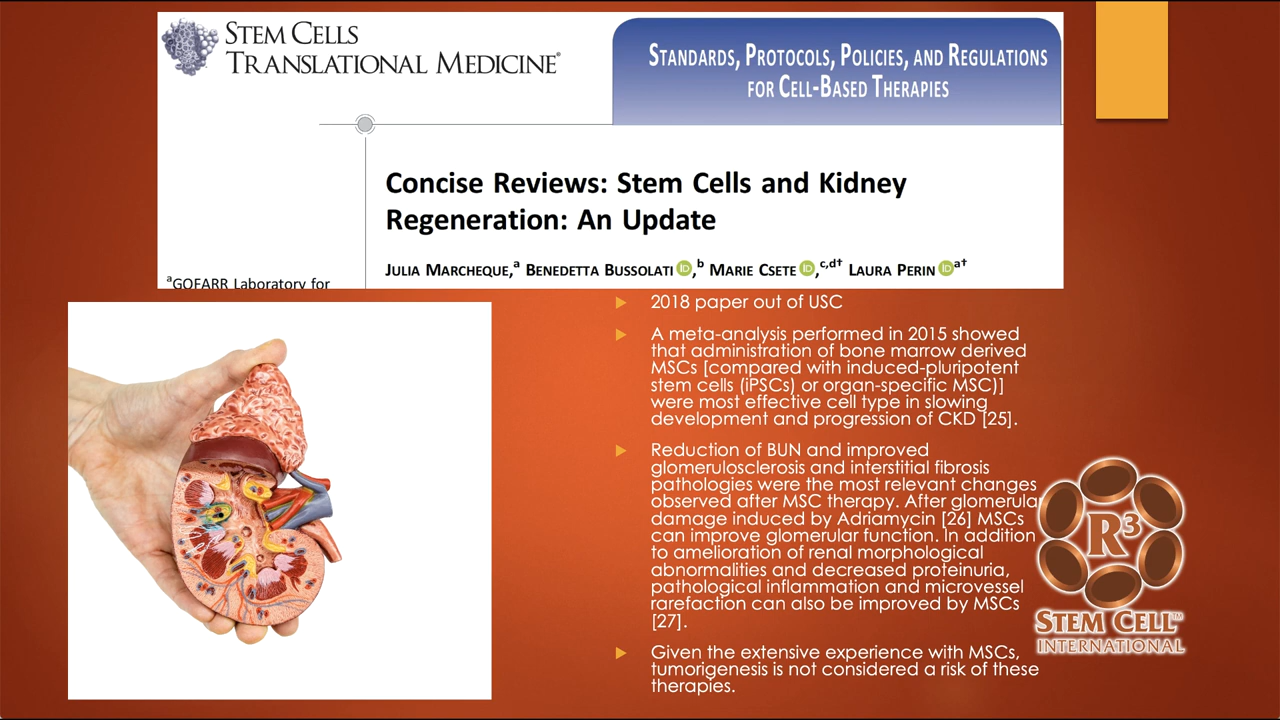 STEM CELLS
TRANSLATIONAL MEDICINE®
STANDARDS, PROTOCOLS, POLICIES, AND REGULATIONS
FOR CELL-BASED THERAPIES
Concise Reviews: Stem Cells and Kidney
Regeneration: An Update
JULIA MARCHEQUE,ᵃ BENEDETTA BUSSOLATI iD,ᵇ MARIE CSETE iD,ᶜ,ᵈ† LAURA PERIN iDᵃ†
ᵃGOFARR Laboratory for
2018 paper out of USC
A meta-analysis performed in 2015 showed
that administration of bone marrow derived
MSCs [compared with induced-pluripotent
stem cells (iPSCs) or organ-specific MSC)]
were most effective cell type in slowing
development and progression of CKD [25].
Reduction of BUN and improved
glomerulosclerosis and interstitial fibrosis
pathologies were the most relevant changes
observed after MSC therapy. After glomerular
damage induced by Adriamycin [26] MSCs
can improve glomerular function. In addition
to amelioration of renal morphological
abnormalities and decreased proteinuria,
pathological inflammation and microvessel
rarefaction can also be improved by MSCs
[27].
Given the extensive experience with MSCs,
tumorigenesis is not considered a risk of these
therapies.
R³
STEM CELL™
INTERNATIONAL